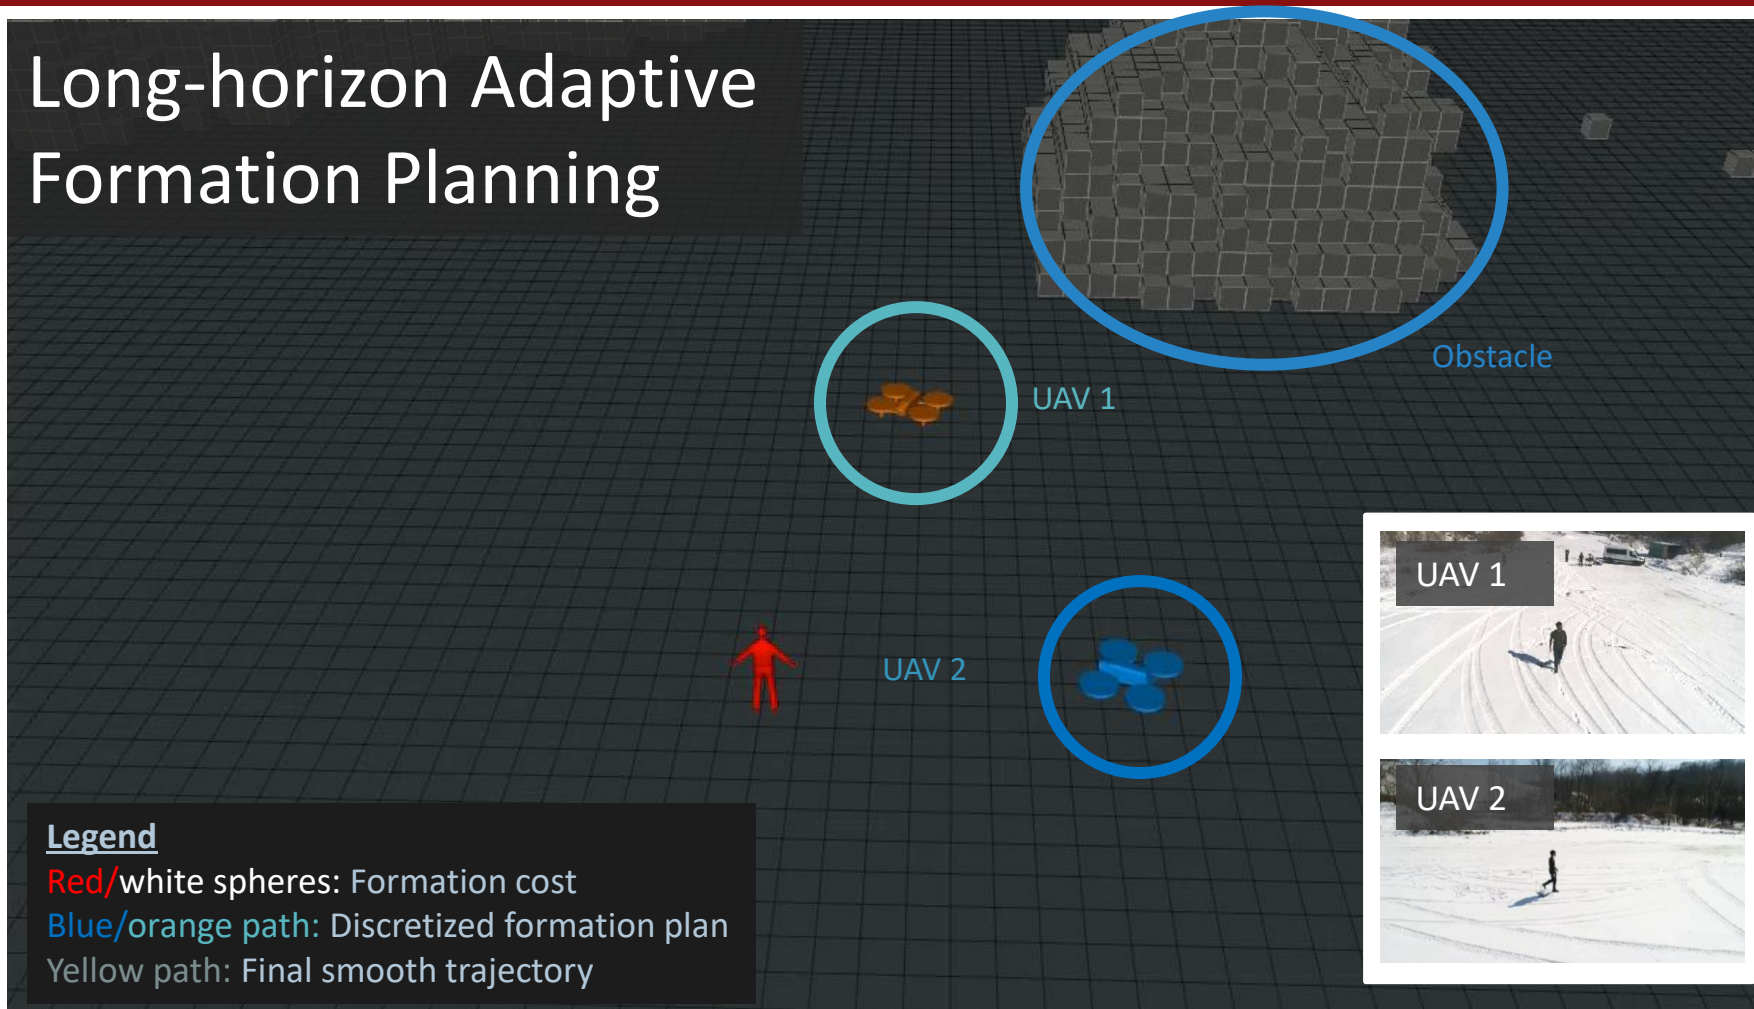 Long-horizon Adaptive
Formation Planning
Obstacle
UAV 1
UAV 2
UAV 1
UAV 2
Legend
Red/white spheres: Formation cost
Blue/orange path: Discretized formation plan
Yellow path: Final smooth trajectory